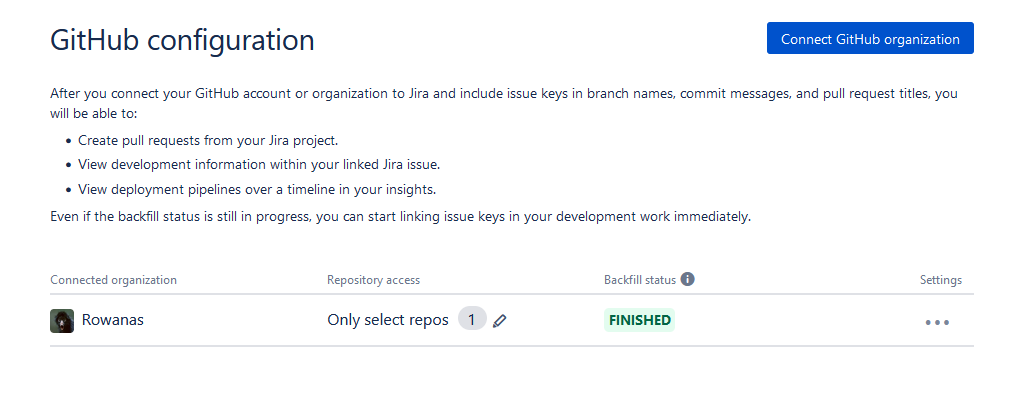 GitHub configuration
Connect GitHub organization
After you connect your GitHub account or organization to Jira and include issue keys in branch names, commit messages, and pull request titles, you
will be able to:
• Create pull requests from your Jira project.
• View development information within your linked Jira issue.
• View deployment pipelines over a timeline in your insights.
Even if the backfill status is still in progress, you can start linking issue keys in your development work immediately.
Connected organization Repository access Backfill status Settings
Rowanas Only select repos 1 FINISHED